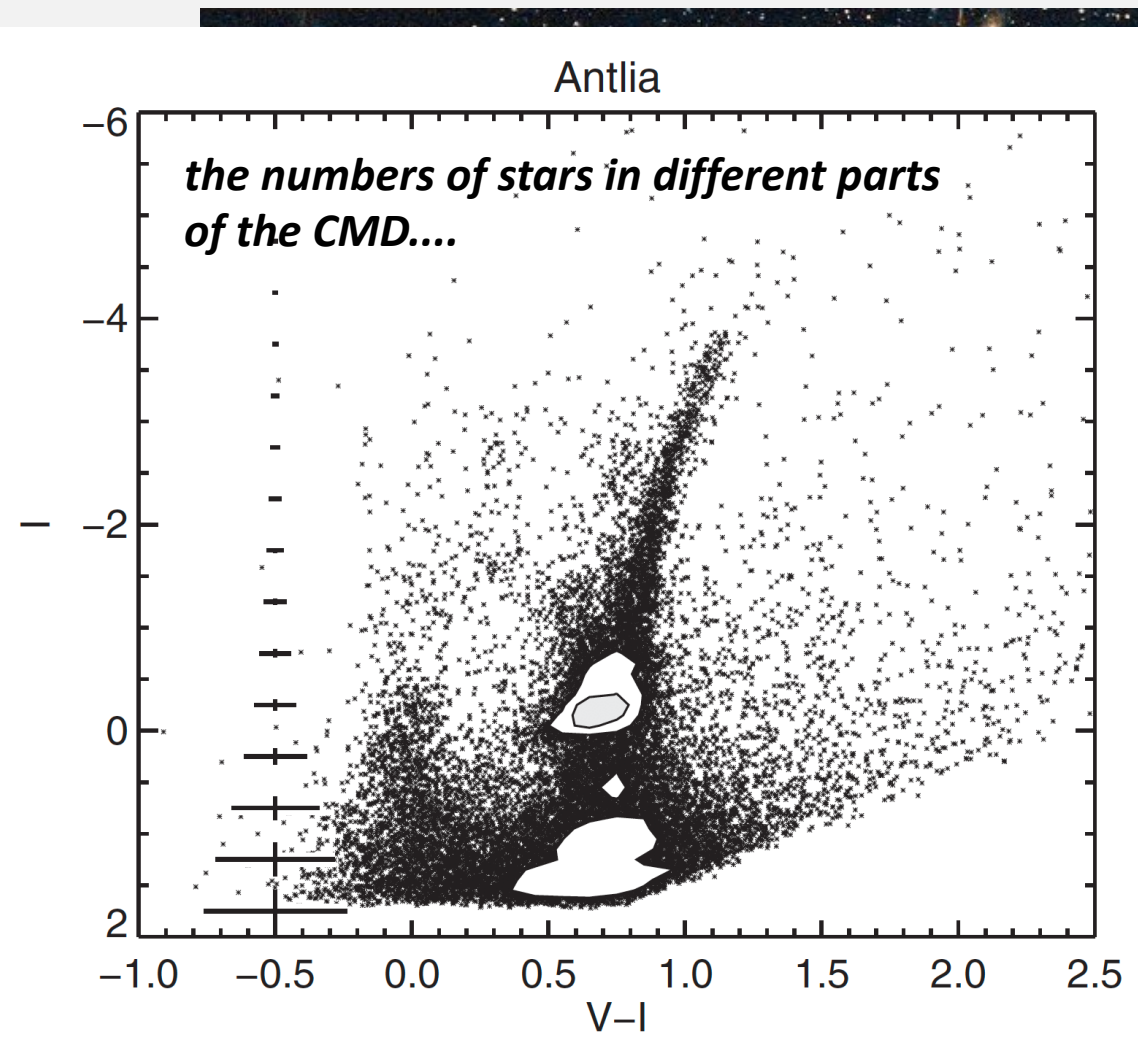 Antlia
the numbers of stars in different parts
of the CMD....
−6
−4
−2
0
2
I
−1.0 −0.5 0.0 0.5 1.0 1.5 2.0 2.5
V−I